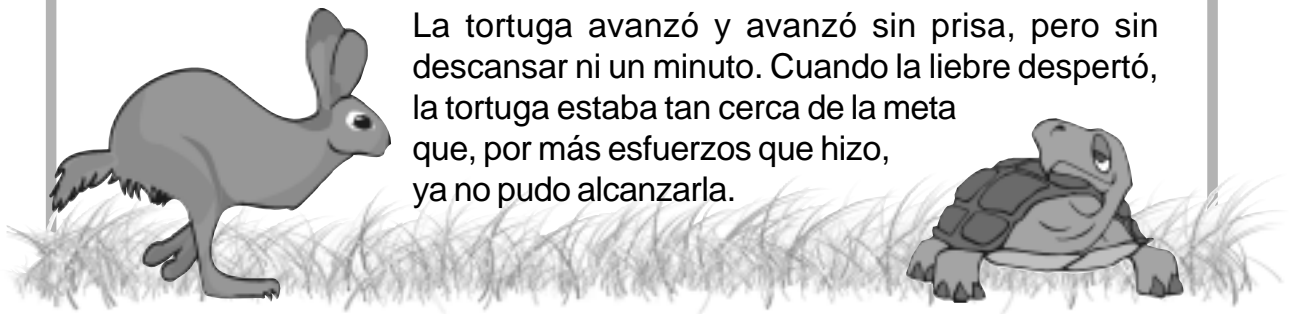 La tortuga avanzó y avanzó sin prisa, pero sin
descansar ni un minuto. Cuando la liebre despertó,
la tortuga estaba tan cerca de la meta
que, por más esfuerzos que hizo,
ya no pudo alcanzarla.